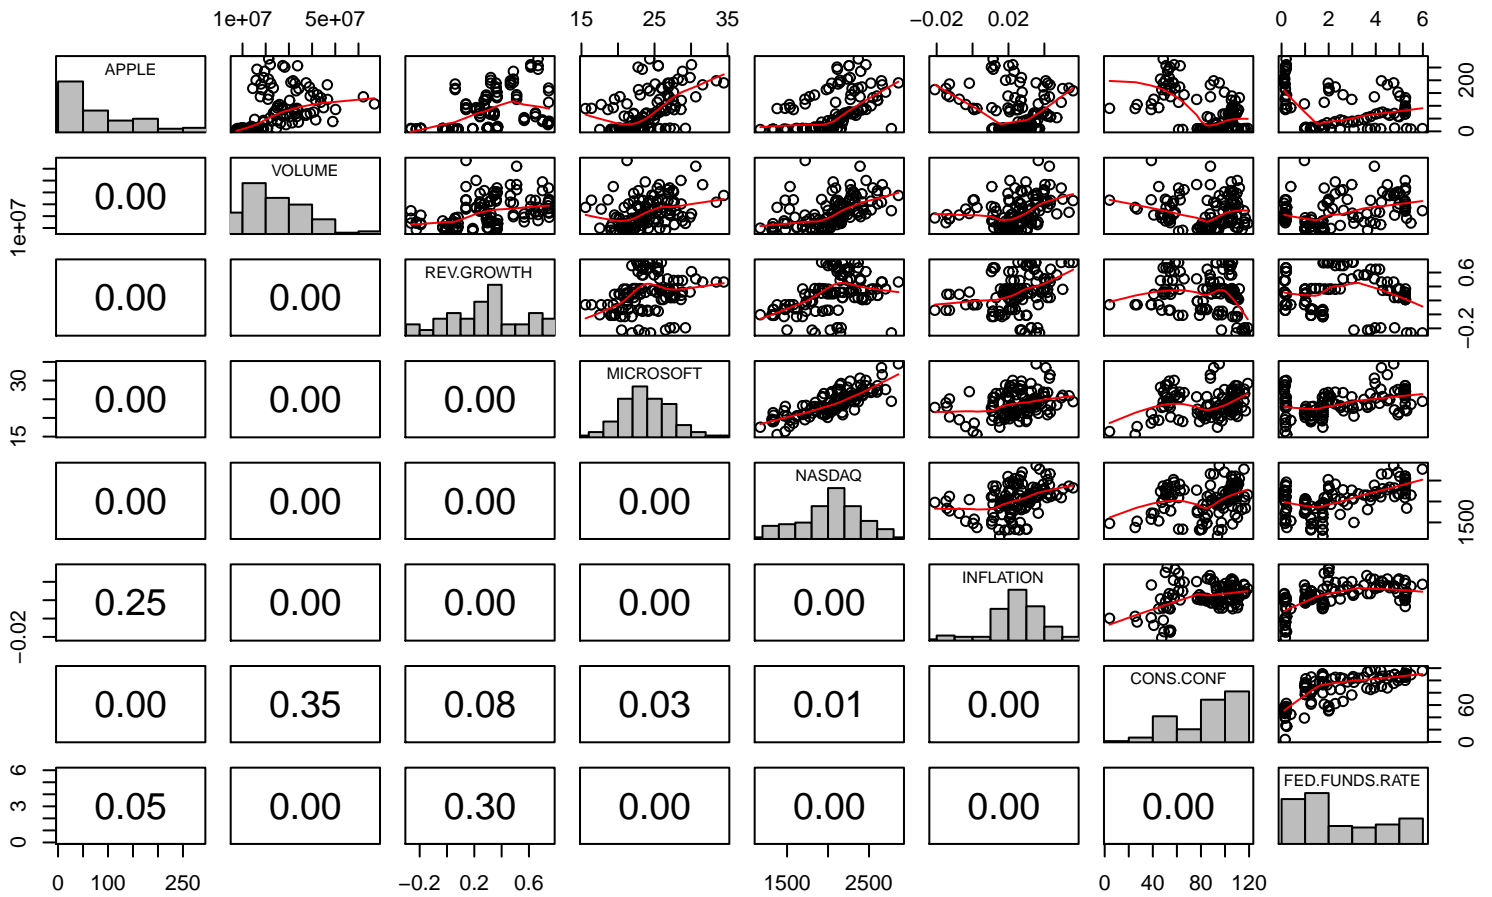 1e+07 5e+07 15 25 35 −0.02 0.02 0 2 4 6
APPLE 0 200
1e+07 0.00 VOLUME
0.00 0.00 REV.GROWTH −0.2 0.6
15 30 0.00 0.00 0.00 MICROSOFT
0.00 0.00 0.00 0.00 NASDAQ 1500
−0.02 0.25 0.00 0.00 0.00 0.00 INFLATION
0.00 0.35 0.08 0.03 0.01 0.00 CONS.CONF 0 60
0 3 6 0.05 0.00 0.30 0.00 0.00 0.00 0.00 FED.FUNDS.RATE
0 100 250 −0.2 0.2 0.6 1500 2500 0 40 80 120